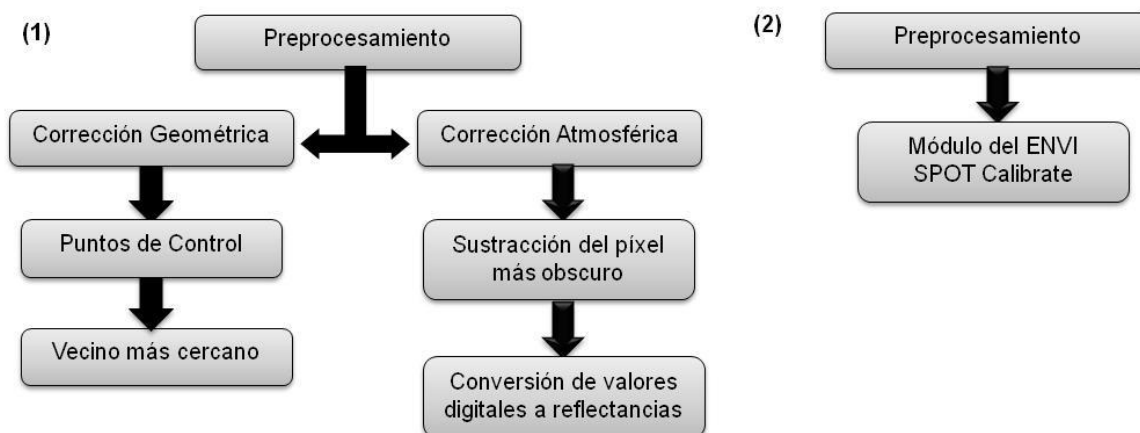 (1)
Preprocesamiento
Corrección Geométrica
Corrección Atmosférica
Puntos de Control
Sustracción del píxel
más obscuro
Vecino más cercano
Conversión de valores
digitales a reflectancias
(2)
Preprocesamiento
Módulo del ENVI
SPOT Calibrate